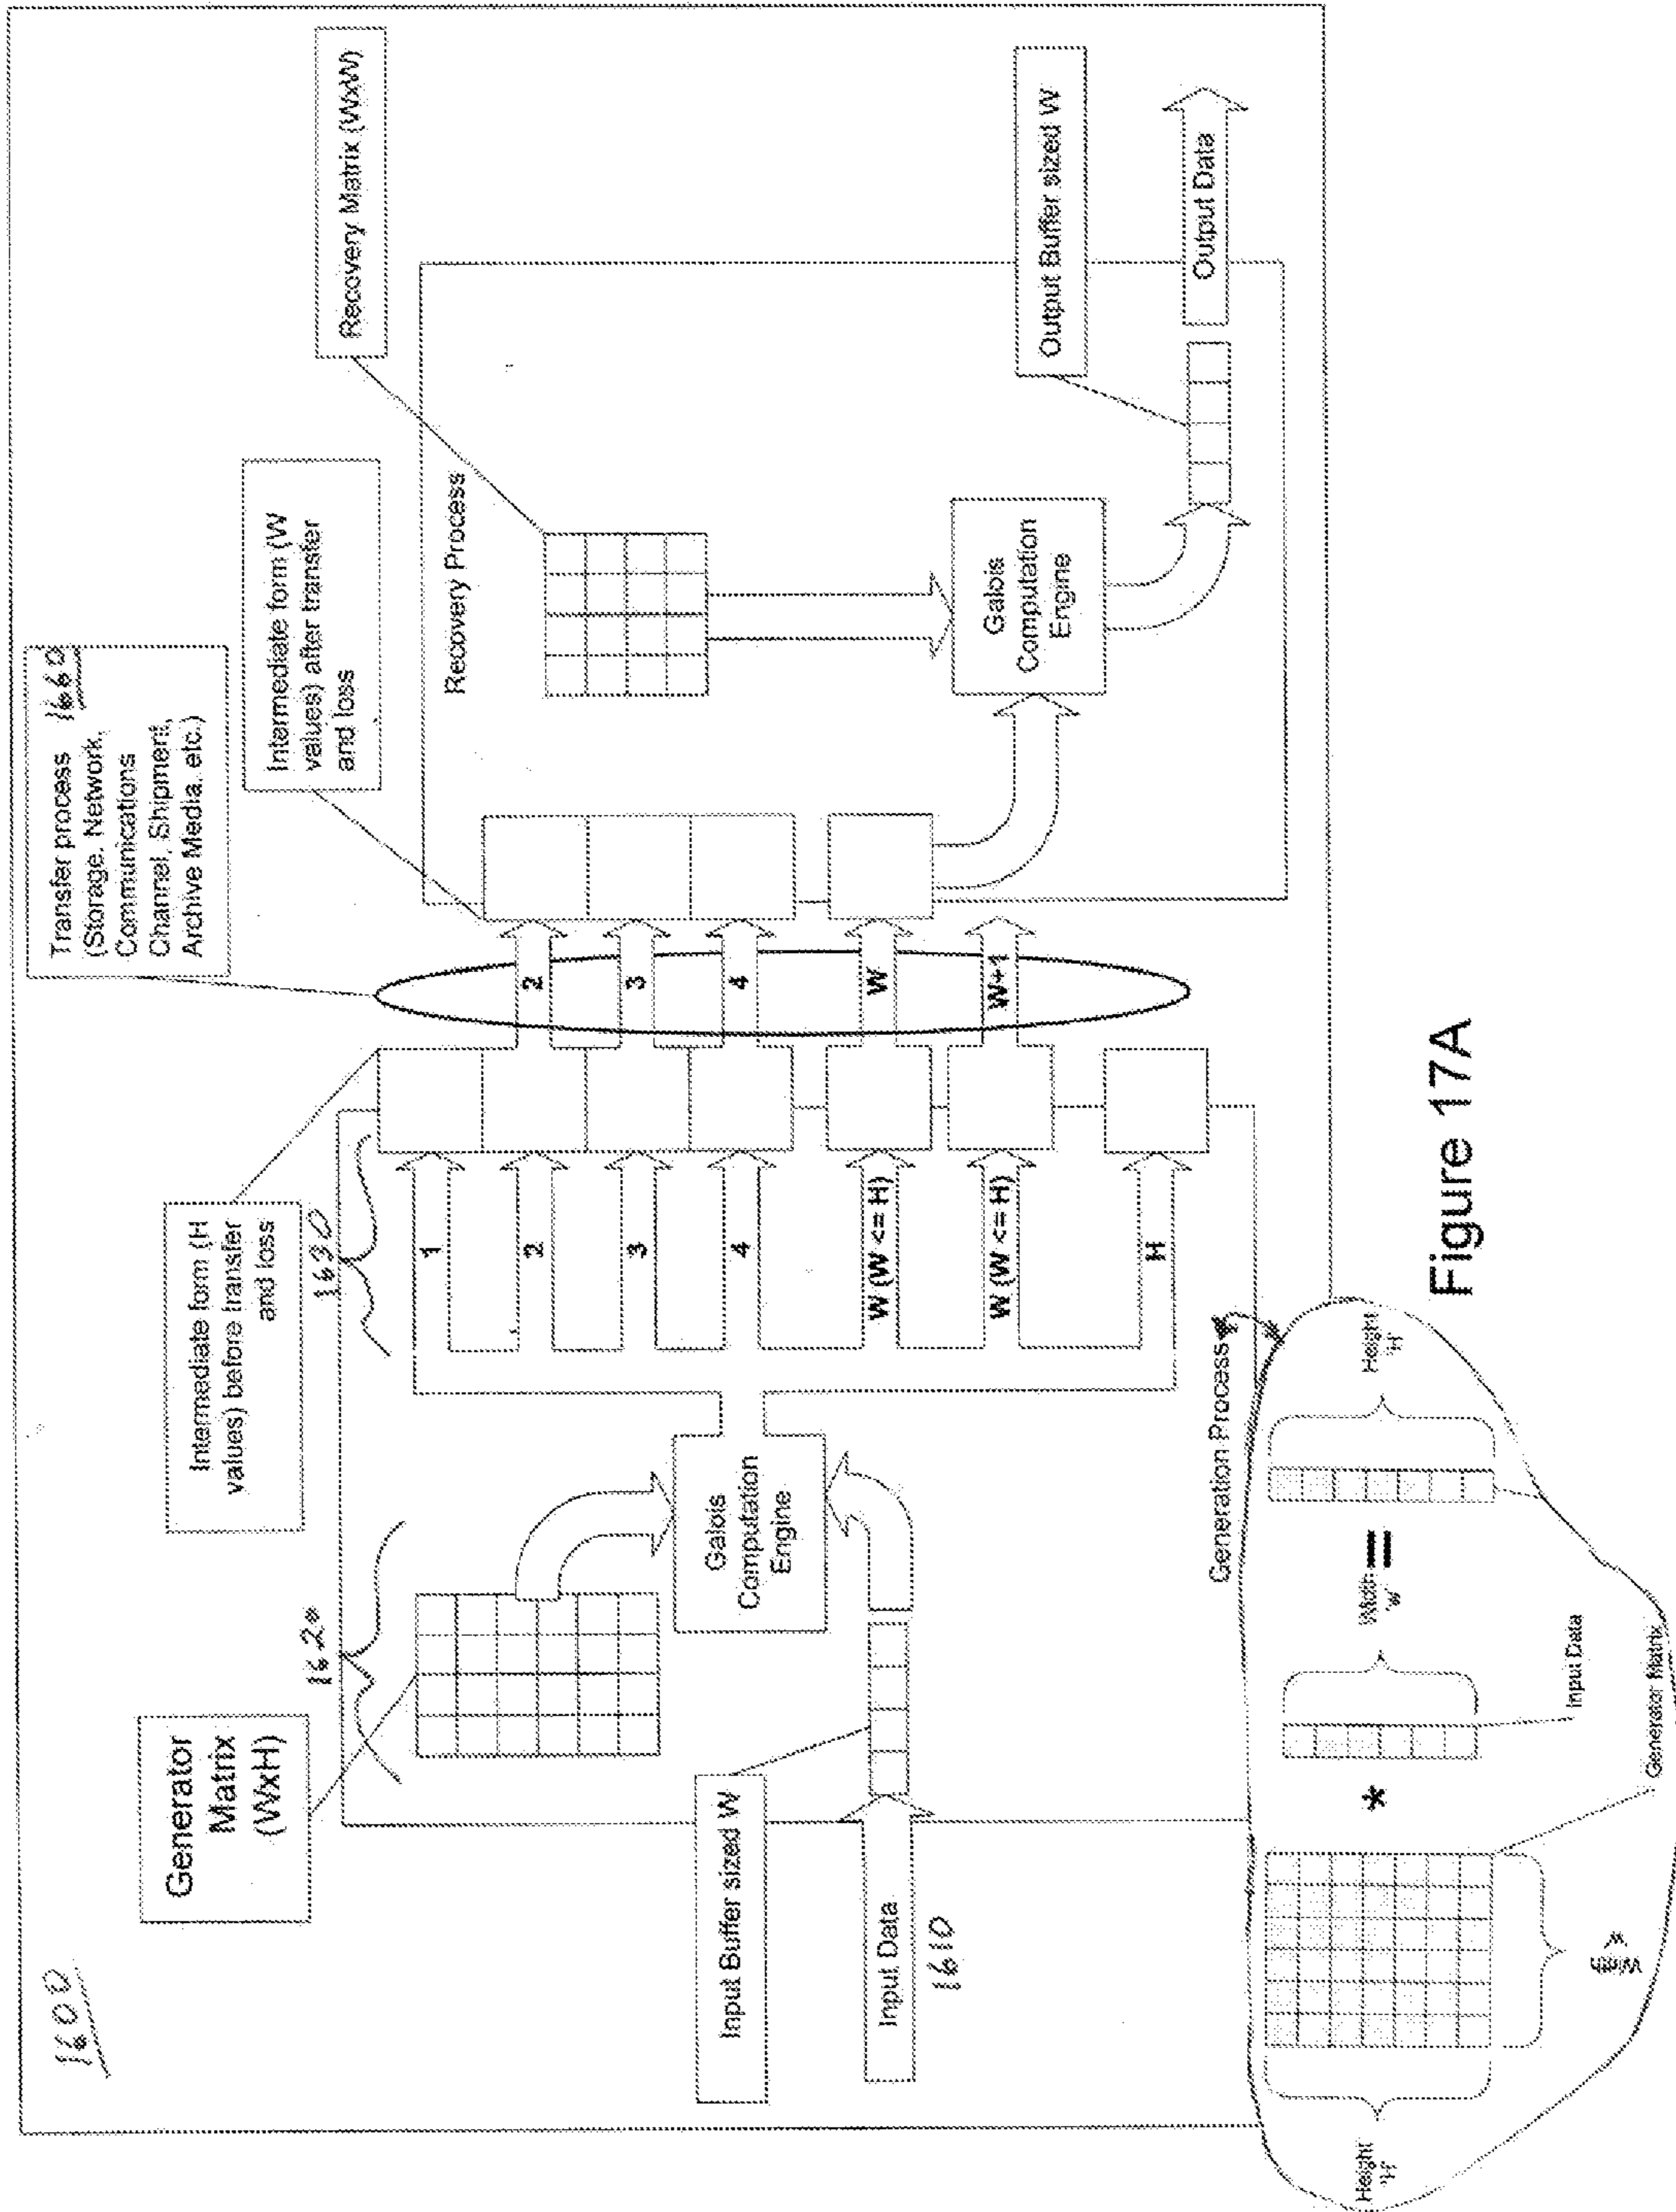 1600
Generator
Matrix
(WxH)
1620
Intermediate form (H
values) before transfer
and loss
1630
Transfer process 1660
(Storage, Network,
Communications
Channel, Shipment,
Archive Media, etc.)
Intermediate form (W
values) after transfer
and loss
Recovery Matrix (WxW)
Recovery Process
Input Buffer sized W
Input Data
1610
Galois
Computation
Engine
1
2
3
4
W (W <= H)
W (W <= H)
H
2
3
4
W
W+1
Galois
Computation
Engine
Output Buffer sized W
Output Data
Generation Process
Height
'H'
*
Input Data
Generator Matrix
Width
'W'
=
Height
'H'
Figure 17A